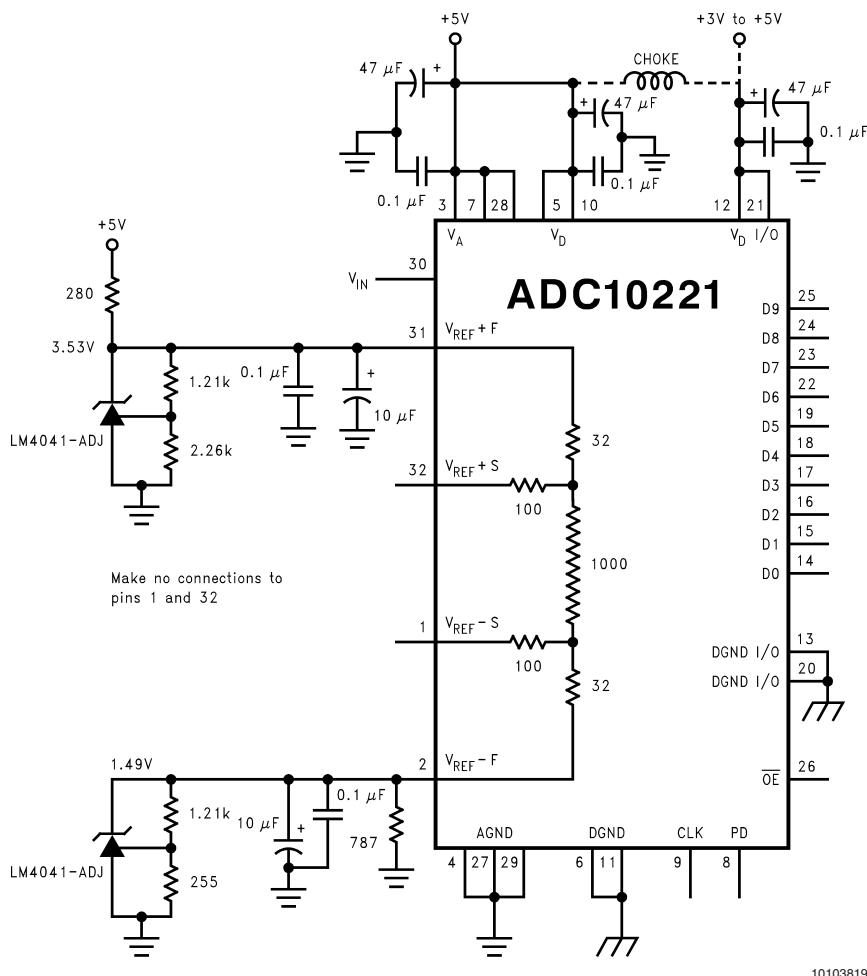 +5V
+3V to +5V
CHOKE
47 µF +
+ 47 µF
+ 47 µF
0.1 µF
0.1 µF
0.1 µF
3 7 28 5 10 12 21
V_A V_D V_D I/O
+5V
280
3.53V
V_IN
30
ADC10221
31
V_REF+F
1.21k
0.1 µF
+
10 µF
LM4041-ADJ
2.26k
32
32
V_REF+S
100
1000
Make no connections to
pins 1 and 32
1
V_REF-S
100
32
1.49V
2
V_REF-F
1.21k
10 µF
+
0.1 µF
787
LM4041-ADJ
255
D9 25
D8 24
D7 23
D6 22
D5 19
D4 18
D3 17
D2 16
D1 15
D0 14
DGND I/O 13
DGND I/O 20
OE 26
AGND DGND CLK PD
4 27 29 6 11 9 8
10103819